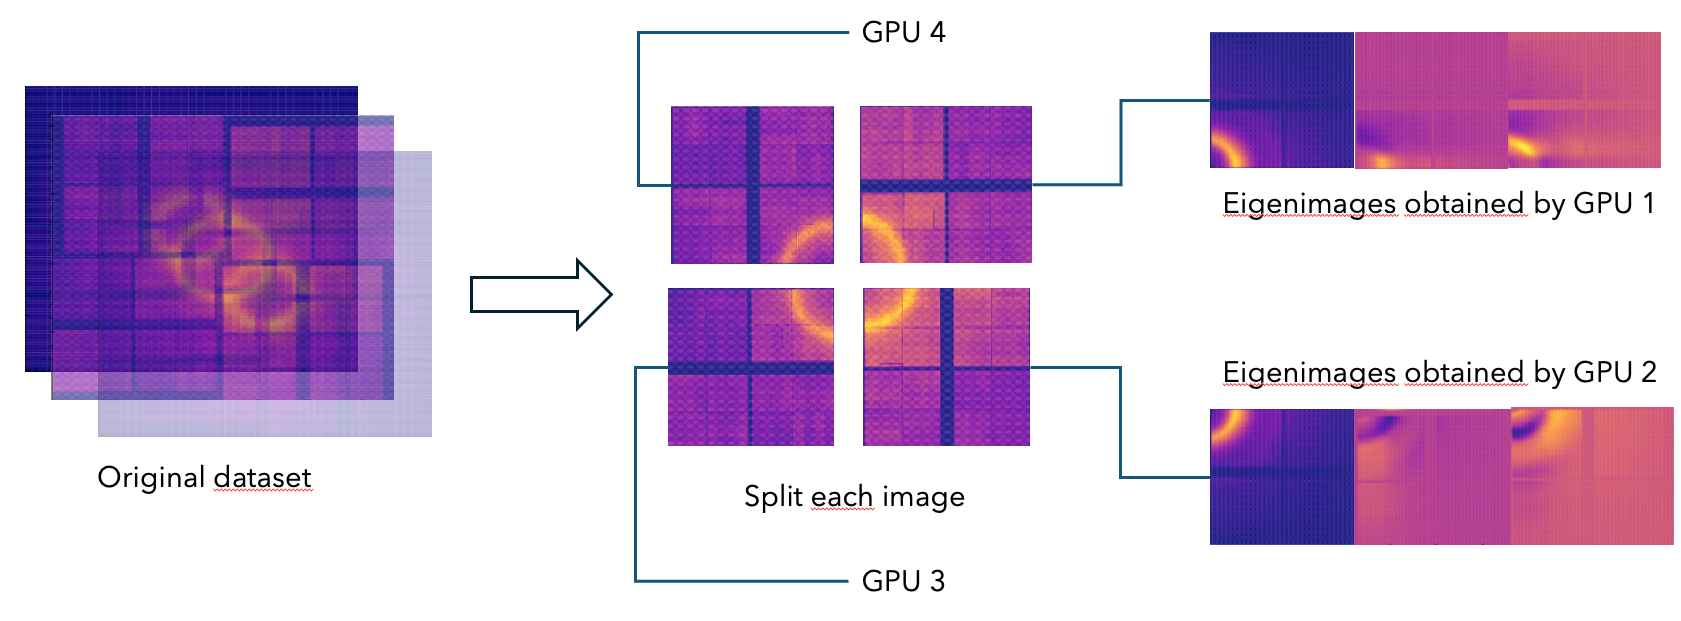 GPU 4
Eigenimages obtained by GPU 1
Eigenimages obtained by GPU 2
Original dataset
Split each image
GPU 3